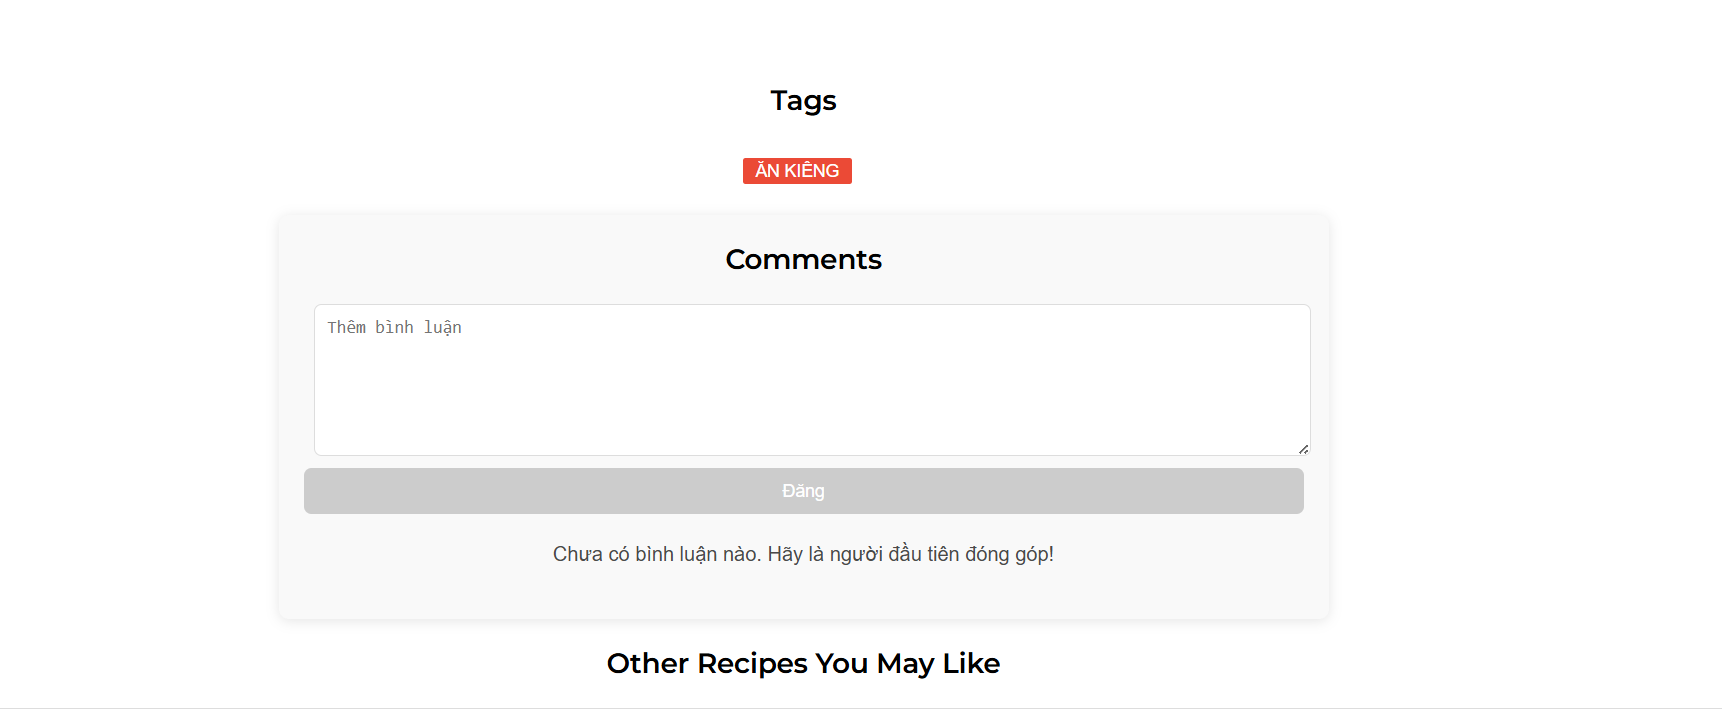 Tags
ĂN KIÊNG
Comments
Thêm bình luận
Đăng
Chưa có bình luận nào. Hãy là người đầu tiên đóng góp!
Other Recipes You May Like